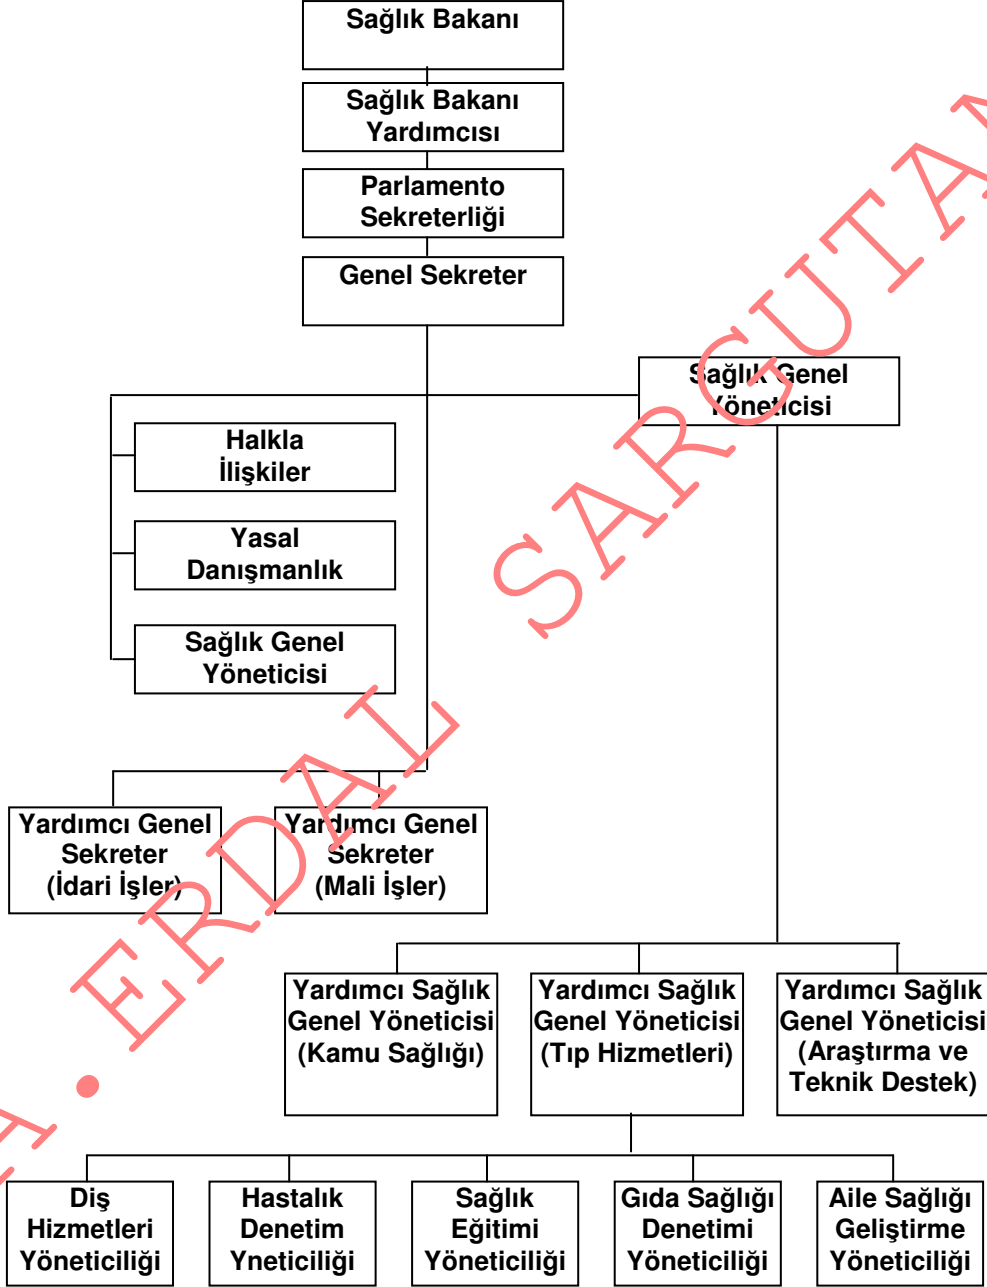 Sağlık Bakanı
Sağlık Bakanı
Yardımcısı
Parlamento
Sekreterliği
Genel Sekreter
Sağlık Genel
Yöneticisi
Halkla
İlişkiler
Yasal
Danışmanlık
Sağlık Genel
Yöneticisi
Yardımcı Genel
Sekreter
(İdari İşler)
Yardımcı Genel
Sekreter
(Mali İşler)
Yardımcı Sağlık
Genel Yöneticisi
(Kamu Sağlığı)
Yardımcı Sağlık
Genel Yöneticisi
(Tıp Hizmetleri)
Yardımcı Sağlık
Genel Yöneticisi
(Araştırma ve
Teknik Destek)
Diş
Hizmetleri
Yöneticiliği
Hastalık
Denetim
Yneticiliği
Sağlık
Eğitimi
Yöneticiliği
Gıda Sağlığı
Denetimi
Yöneticiliği
Aile Sağlığı
Geliştirme
Yöneticiliği
A. ERDAL SARGUTAN